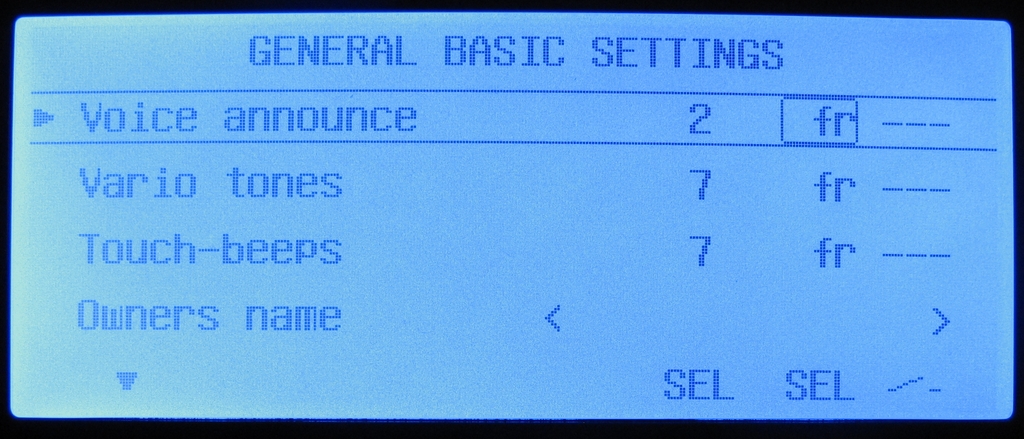 GENERAL BASIC SETTINGS
Voice announce 2 fr ---
Vario tones 7 fr ---
Touch-beeps 7 fr ---
Owners name < >
SEL SEL